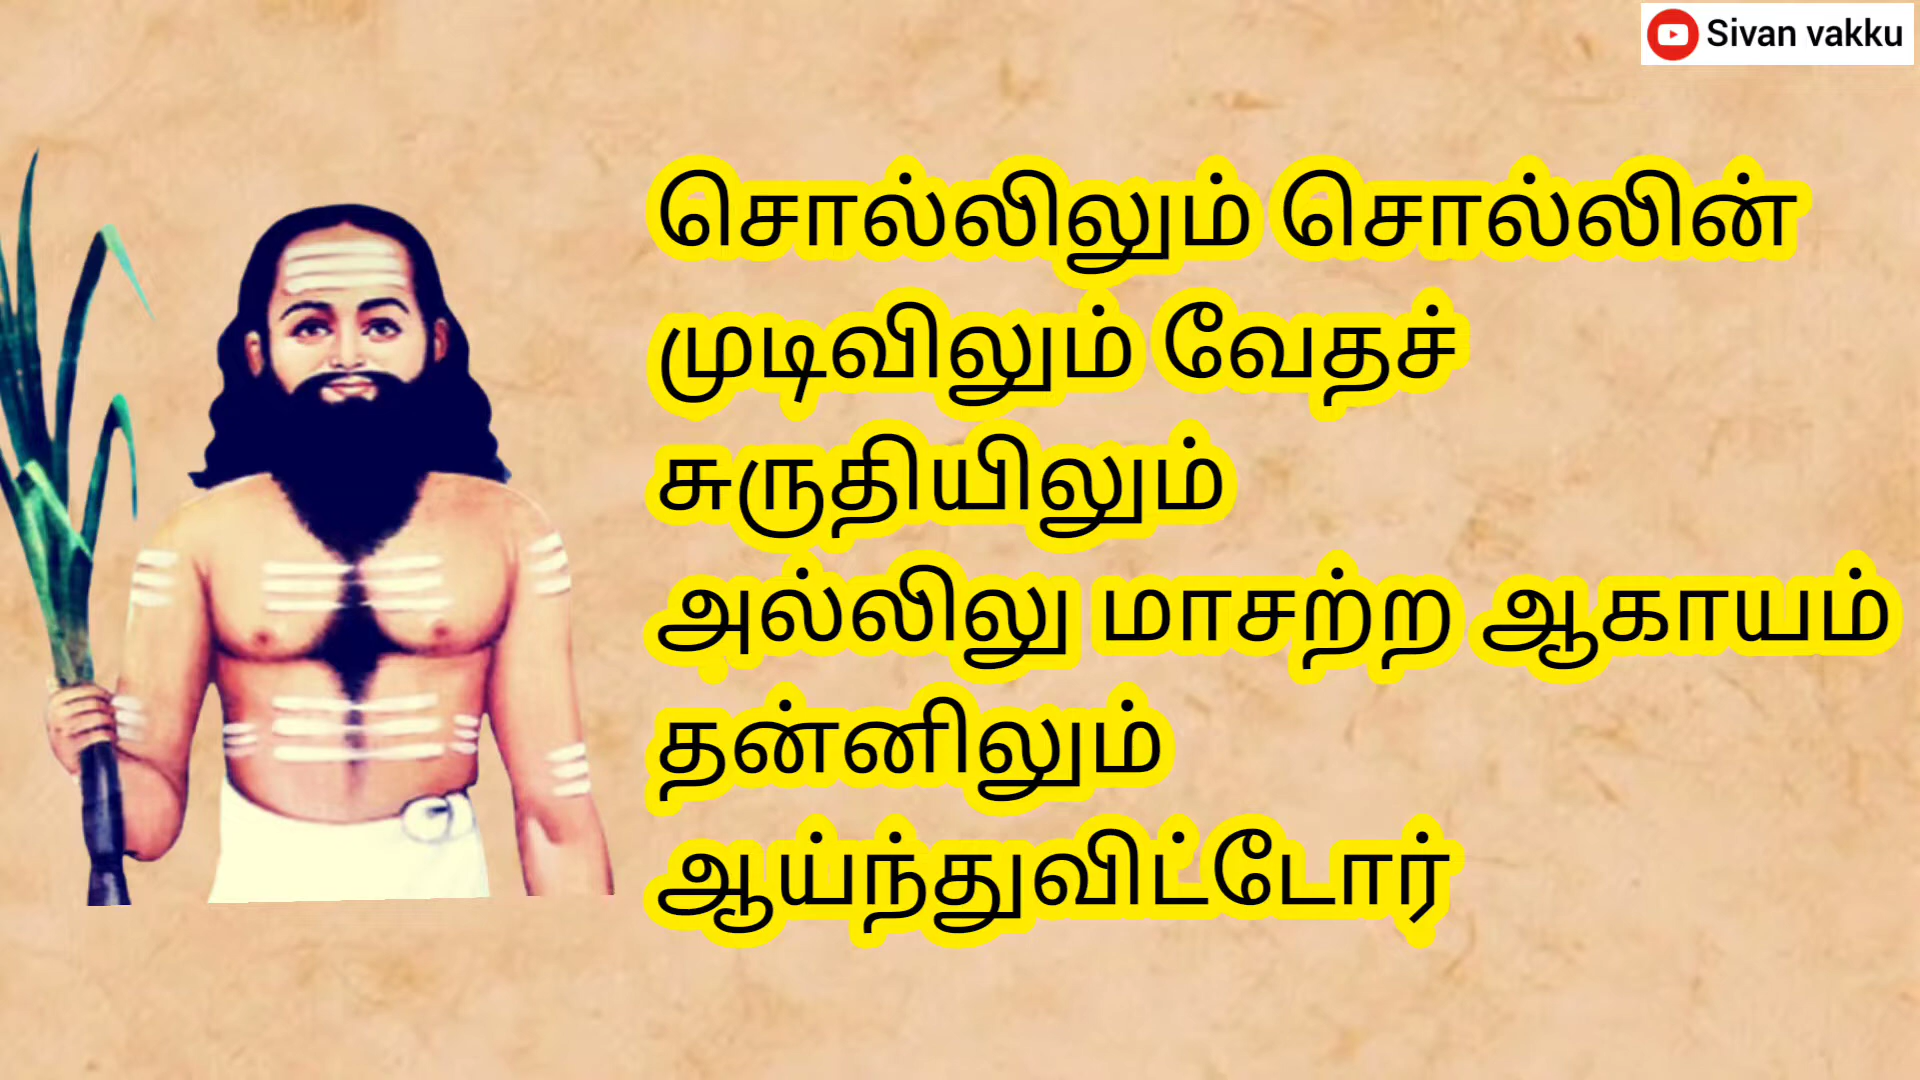 Sivan vakku
சொல்லிலும் சொல்லின்
முடிவிலும் வேதச்
சுருதியிலும்
அல்லிலு மாசற்ற ஆகாயம்
தன்னிலும்
ஆய்ந்துவிட்டோர்